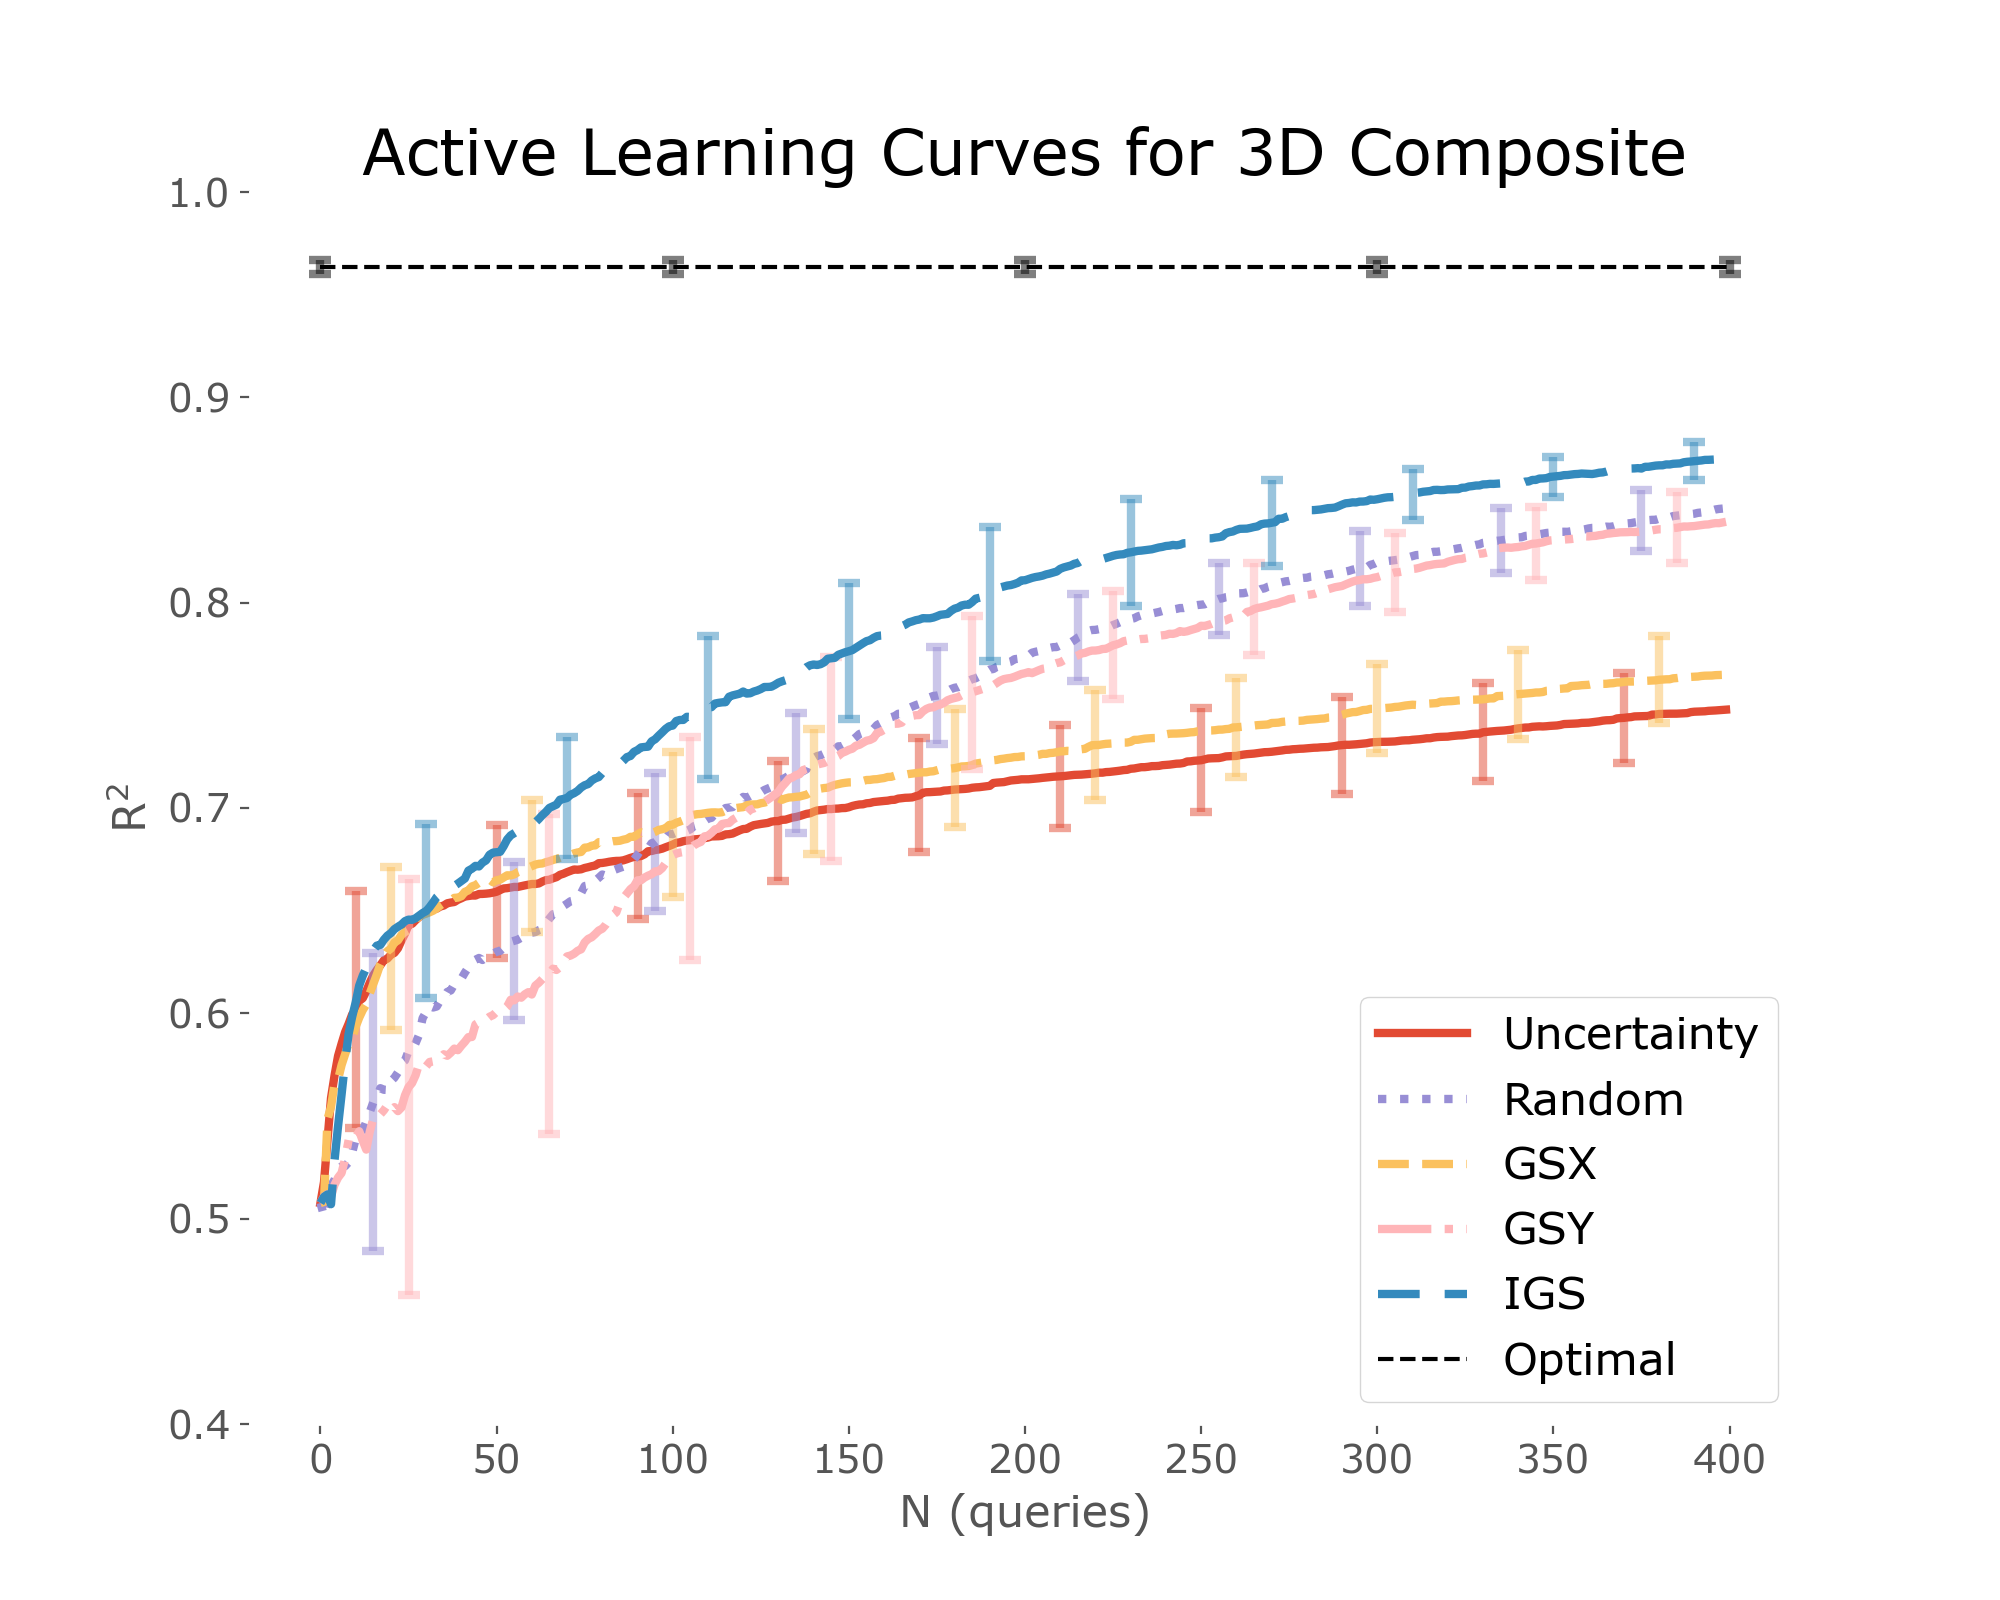 Active Learning Curves for 3D Composite
1.0
0.9
0.8
0.7
0.6
0.5
0.4
R²
0 50 100 150 200 250 300 350 400
N (queries)
Uncertainty
Random
GSX
GSY
IGS
Optimal